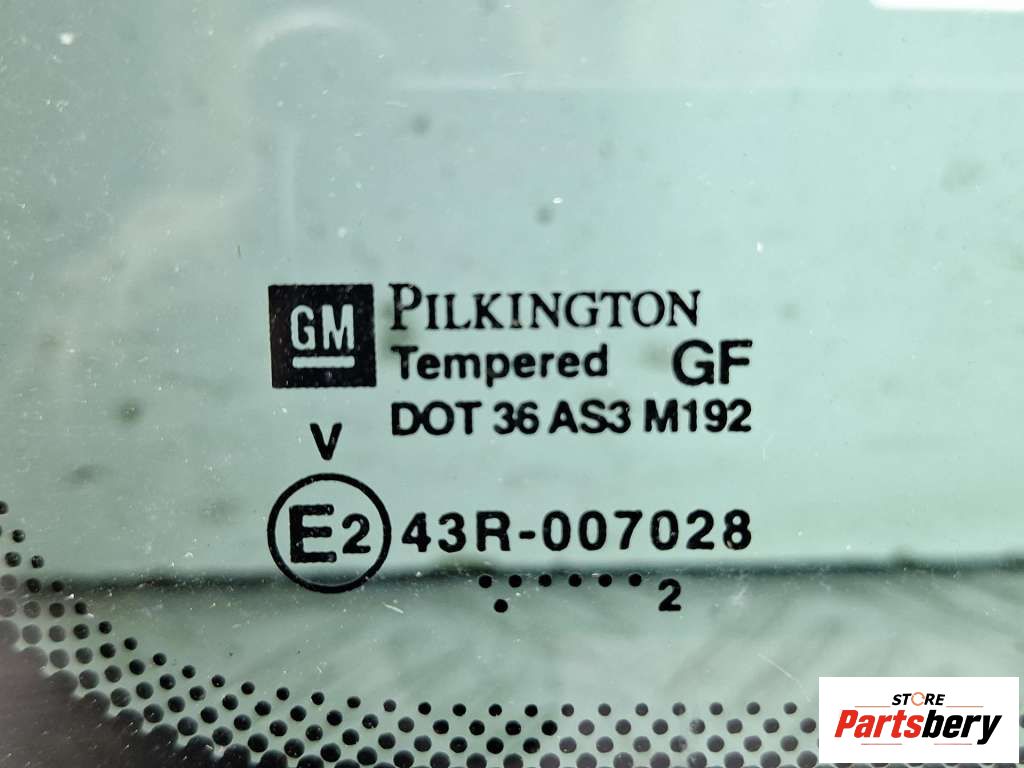 GM
PILKINGTON
Tempered GF
DOT 36 AS3 M192
V
E2 43R-007028
2
STORE
Partsbery